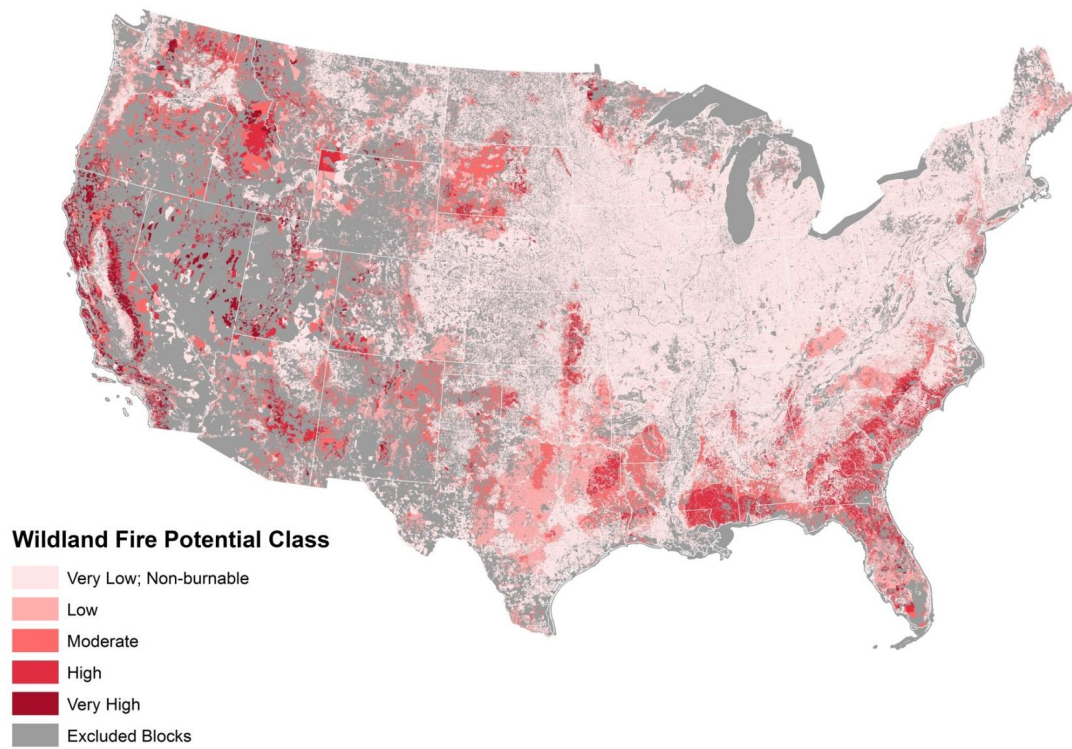 Wildland Fire Potential Class
Very Low; Non-burnable
Low
Moderate
High
Very High
Excluded Blocks